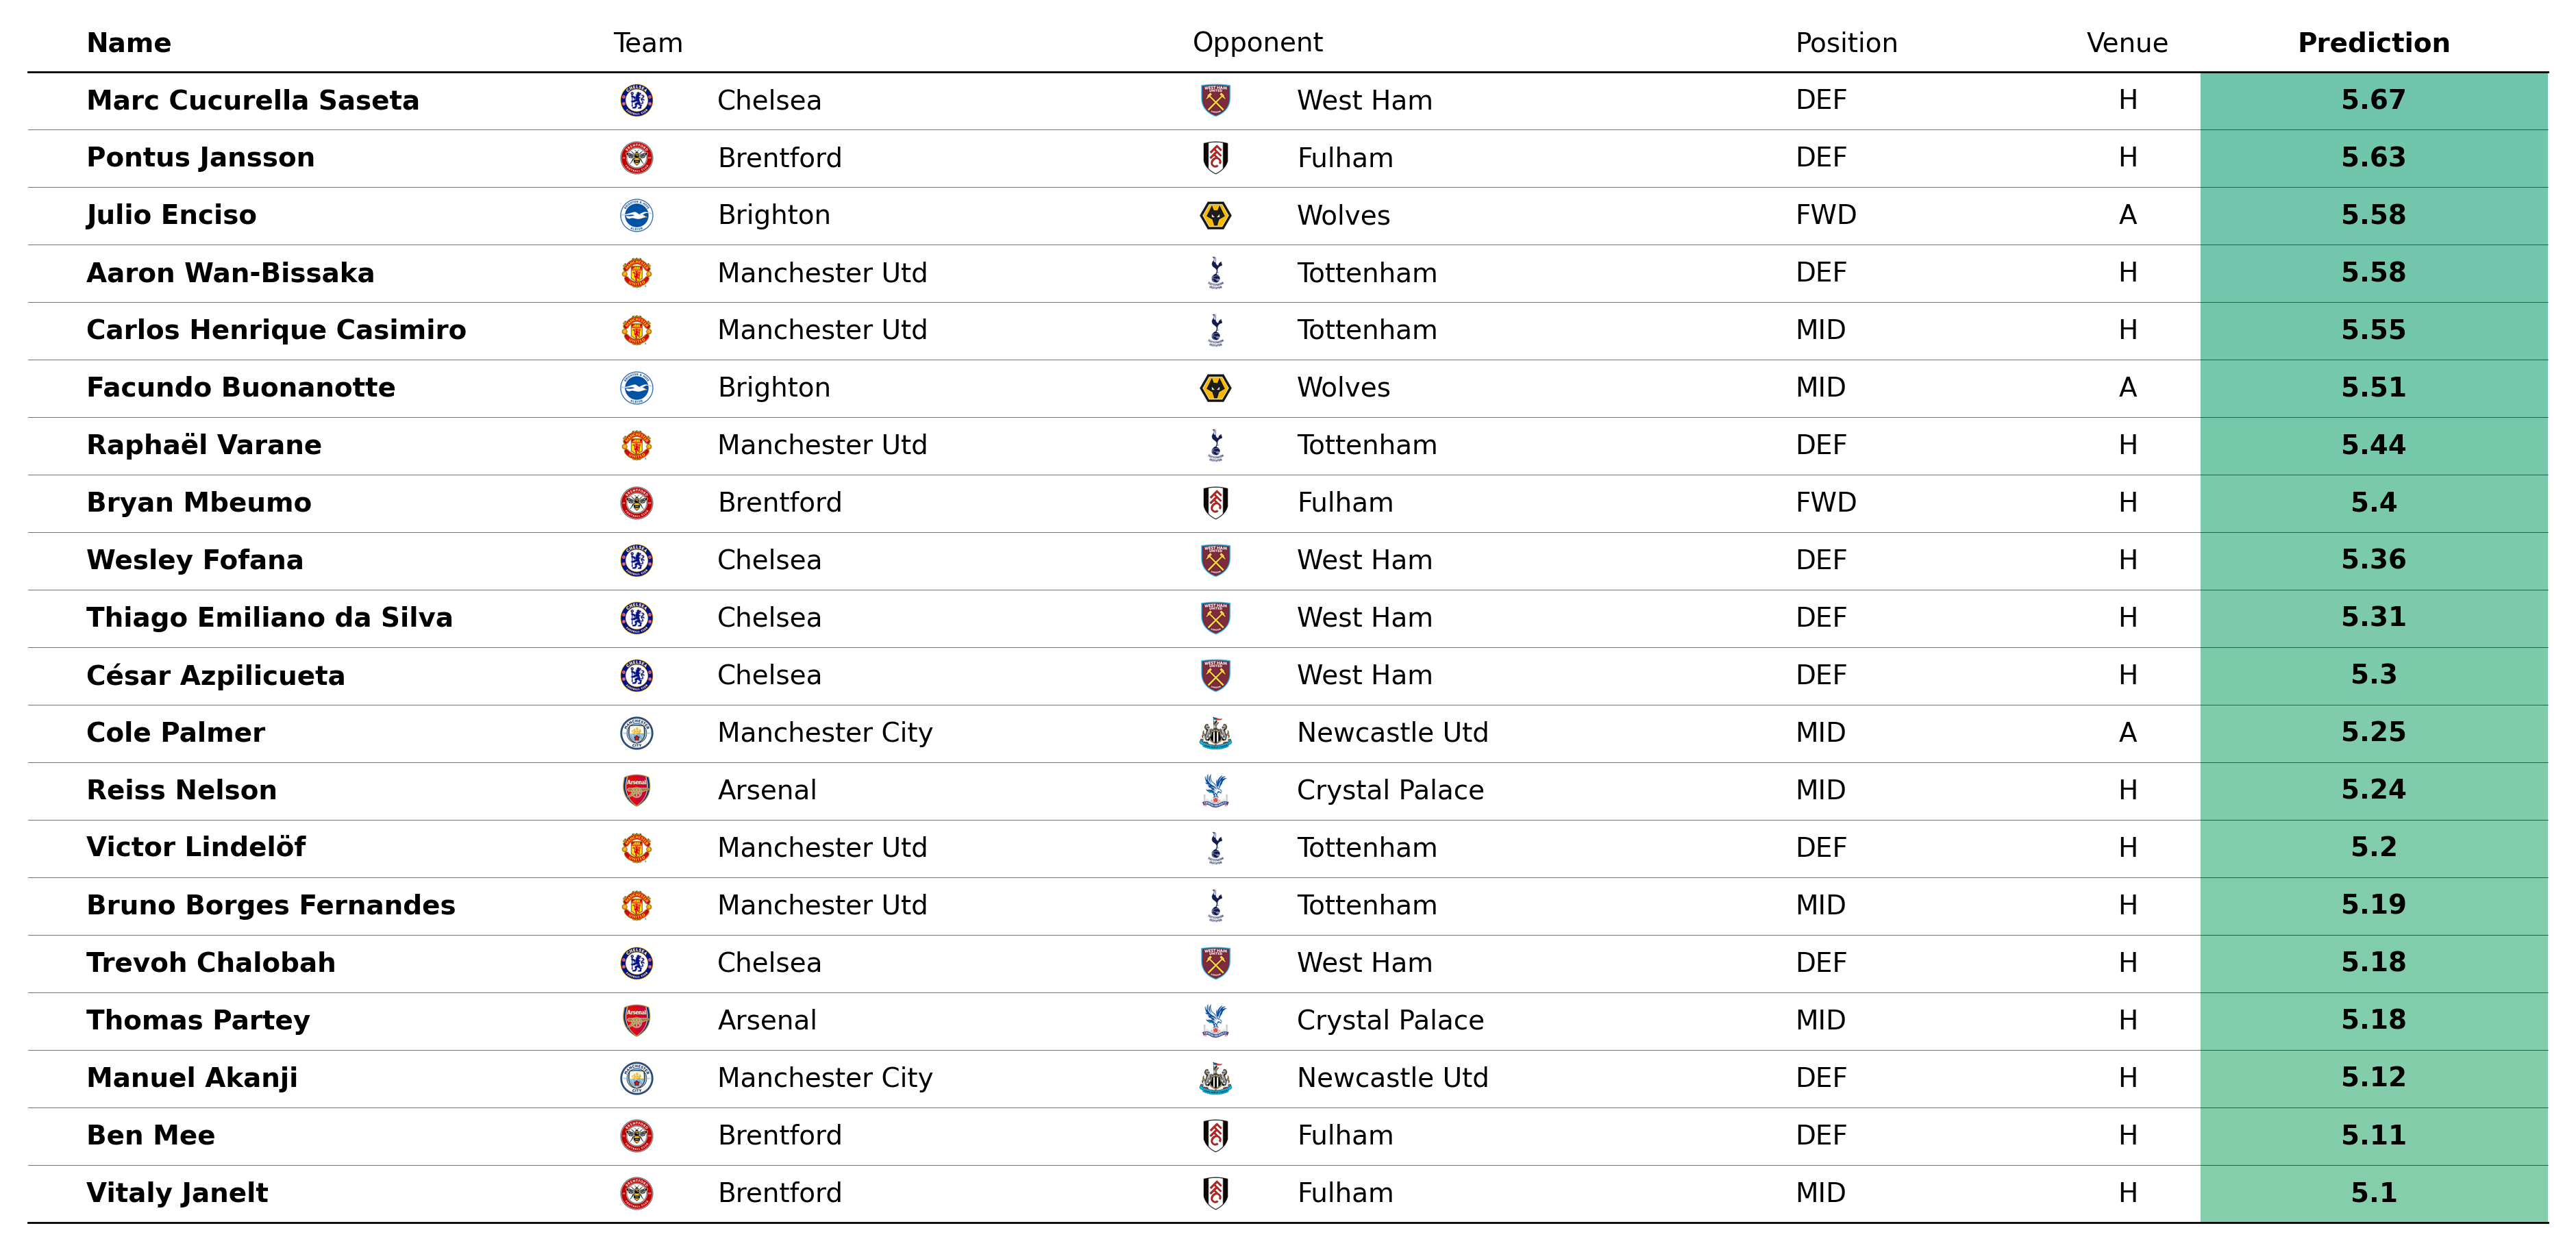 Name Team Opponent Position Venue Prediction
Marc Cucurella Saseta Chelsea West Ham DEF H 5.67
Pontus Jansson Brentford Fulham DEF H 5.63
Julio Enciso Brighton Wolves FWD A 5.58
Aaron Wan-Bissaka Manchester Utd Tottenham DEF H 5.58
Carlos Henrique Casimiro Manchester Utd Tottenham MID H 5.55
Facundo Buonanotte Brighton Wolves MID A 5.51
Raphaël Varane Manchester Utd Tottenham DEF H 5.44
Bryan Mbeumo Brentford Fulham FWD H 5.4
Wesley Fofana Chelsea West Ham DEF H 5.36
Thiago Emiliano da Silva Chelsea West Ham DEF H 5.31
César Azpilicueta Chelsea West Ham DEF H 5.3
Cole Palmer Manchester City Newcastle Utd MID A 5.25
Reiss Nelson Arsenal Crystal Palace MID H 5.24
Victor Lindelöf Manchester Utd Tottenham DEF H 5.2
Bruno Borges Fernandes Manchester Utd Tottenham MID H 5.19
Trevoh Chalobah Chelsea West Ham DEF H 5.18
Thomas Partey Arsenal Crystal Palace MID H 5.18
Manuel Akanji Manchester City Newcastle Utd DEF H 5.12
Ben Mee Brentford Fulham DEF H 5.11
Vitaly Janelt Brentford Fulham MID H 5.1